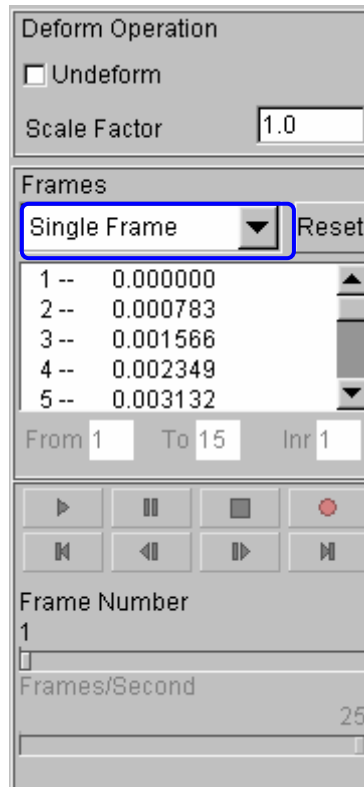 Deform Operation
Undeform
Scale Factor 1.0
Frames
Single Frame Reset
1 -- 0.000000
2 -- 0.000783
3 -- 0.001566
4 -- 0.002349
5 -- 0.003132
From 1 To 15 Inr 1
Frame Number
1
Frames/Second
25